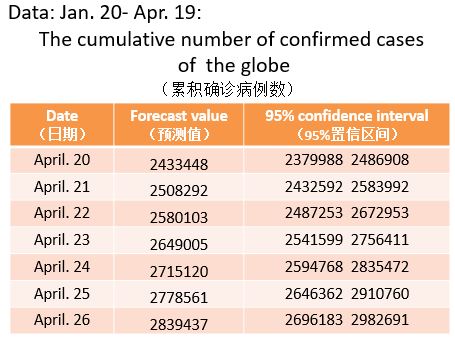 Data: Jan. 20- Apr. 19:
The cumulative number of confirmed cases
of the globe
（累积确诊病例数）
Date Forecast value 95% confidence interval
（日期） （预测值） （95%置信区间）
April. 20 2433448 2379988 2486908
April. 21 2508292 2432592 2583992
April. 22 2580103 2487253 2672953
April. 23 2649005 2541599 2756411
April. 24 2715120 2594768 2835472
April. 25 2778561 2646362 2910760
April. 26 2839437 2696183 2982691